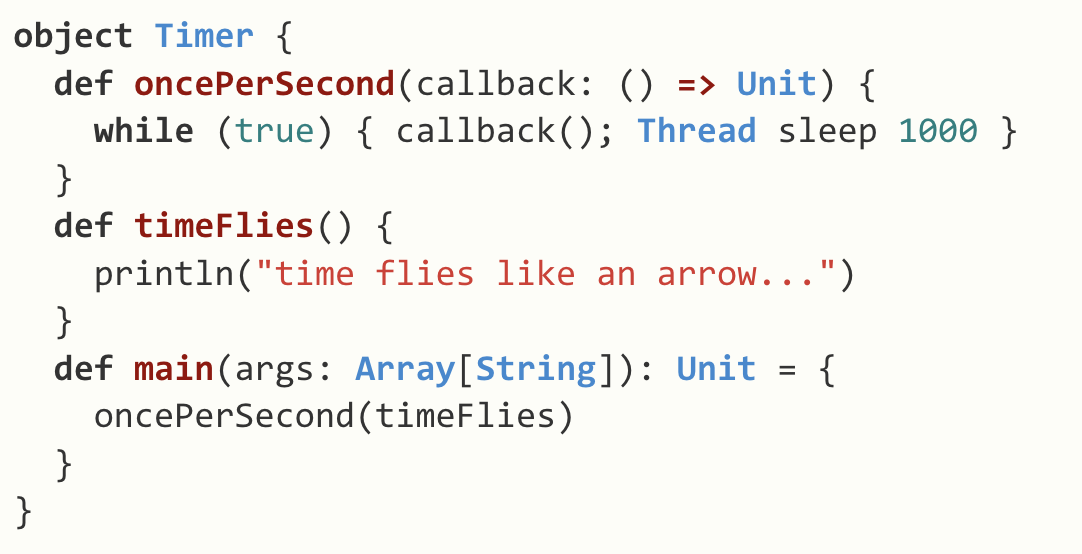 object Timer {
  def oncePerSecond(callback: () => Unit) {
    while (true) { callback(); Thread sleep 1000 }
  }
  def timeFlies() {
    println("time flies like an arrow...")
  }
  def main(args: Array[String]): Unit = {
    oncePerSecond(timeFlies)
  }
}